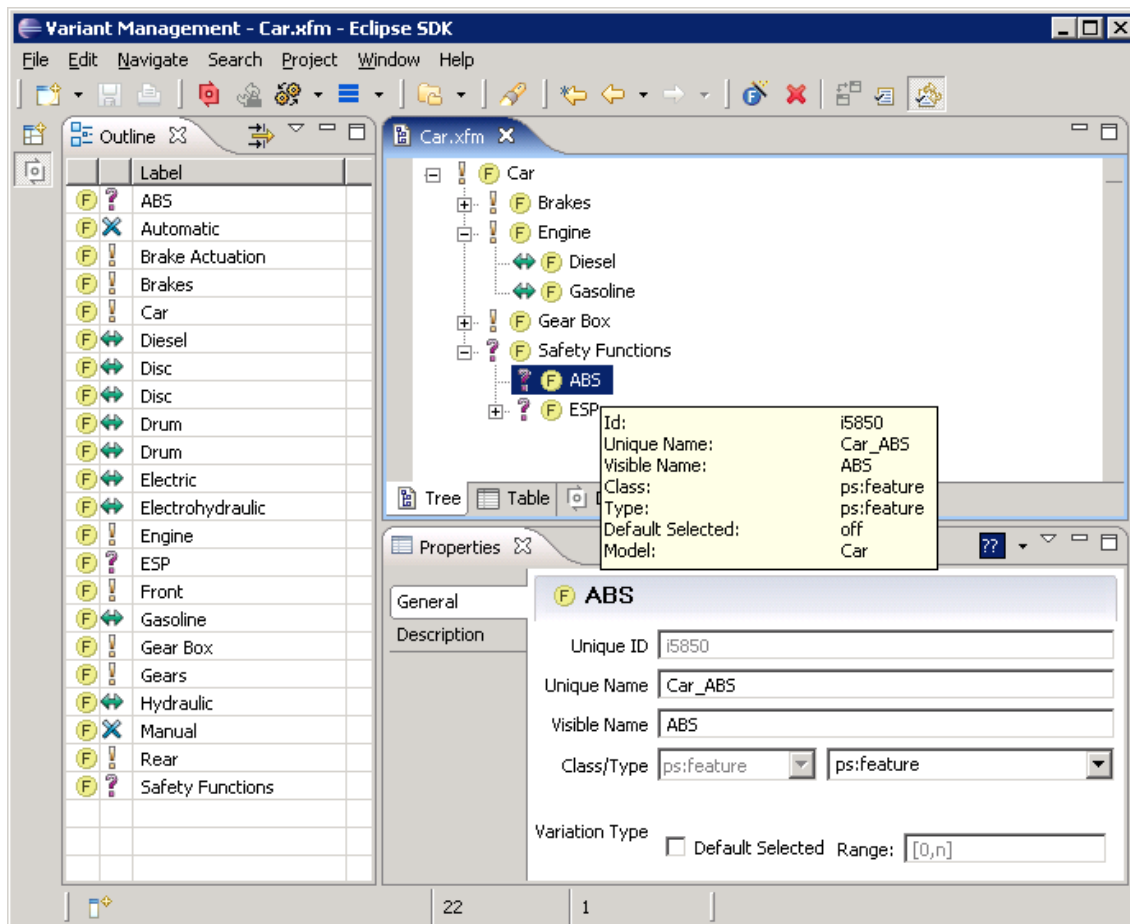 Variant Management - Car.xfm - Eclipse SDK
File Edit Navigate Search Project Window Help
Outline
Label
F ABS
F Automatic
F Brake Actuation
F Brakes
F Car
F Diesel
F Disc
F Disc
F Drum
F Drum
F Electric
F Electrohydraulic
F Engine
F ESP
F Front
F Gasoline
F Gear Box
F Gears
F Hydraulic
F Manual
F Rear
F Safety Functions
Car.xfm
F Car
F Brakes
F Engine
F Diesel
F Gasoline
F Gear Box
F Safety Functions
F ABS
F ESP
Id: i5850
Unique Name: Car_ABS
Visible Name: ABS
Class: ps:feature
Type: ps:feature
Default Selected: off
Model: Car
Tree Table
Properties ??
General
Description
F ABS
Unique ID i5850
Unique Name Car_ABS
Visible Name ABS
Class/Type ps:feature ps:feature
Variation Type Default Selected Range: [0,n]
22 1